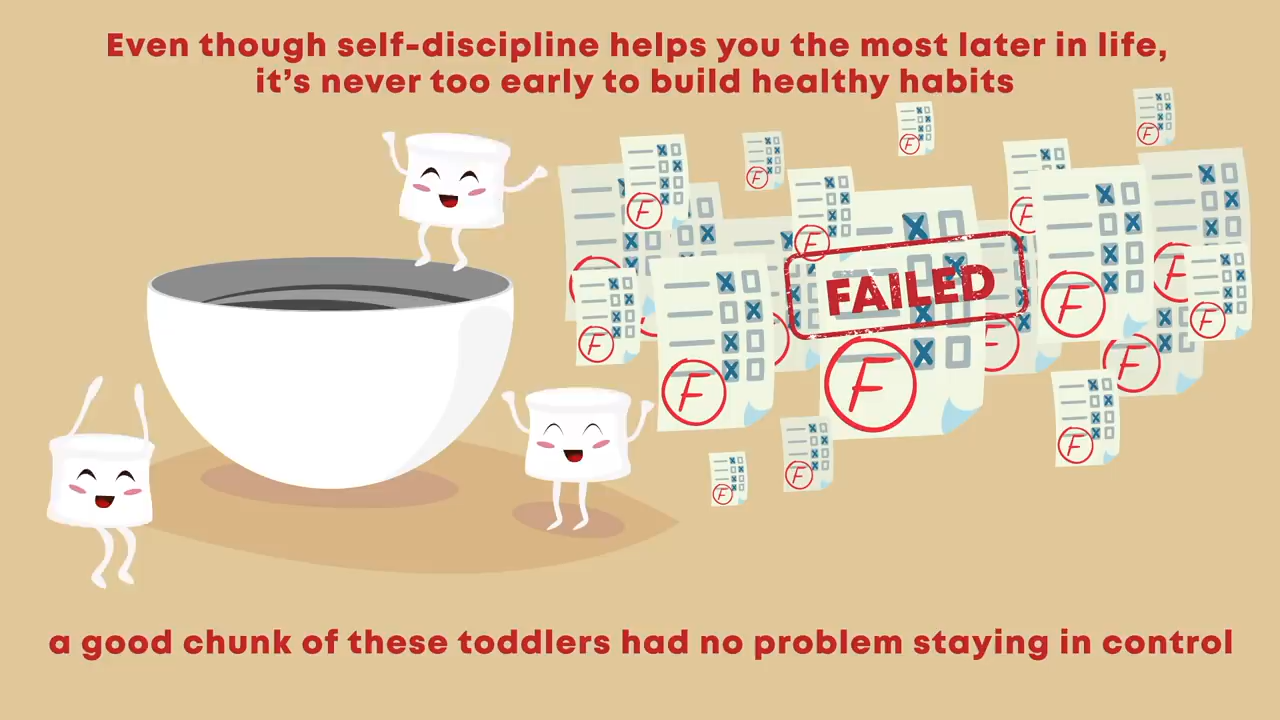 Even though self-discipline helps you the most later in life,
it's never too early to build healthy habits
F
F
F
F
F
F
F
FAILED
F
F
F
F
F
F
F
F
F
F
F
a good chunk of these toddlers had no problem staying in control